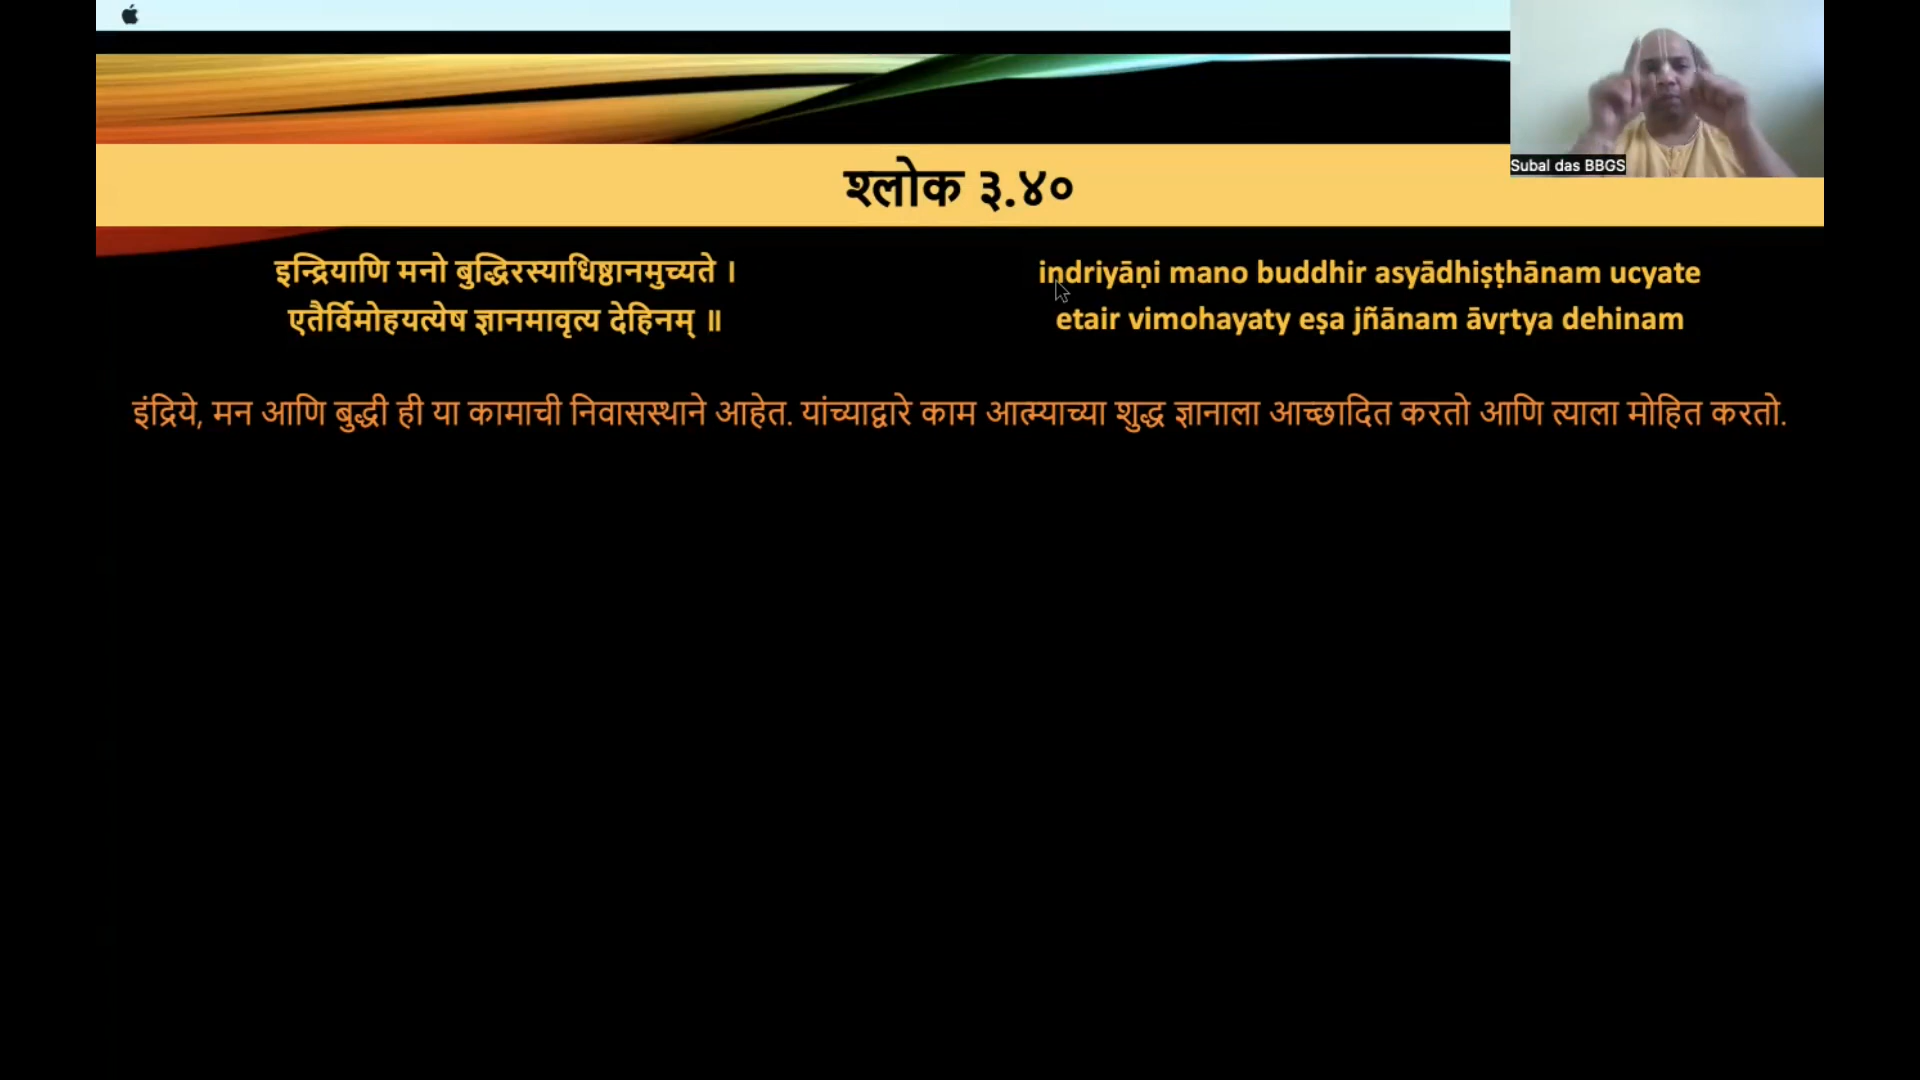 श्लोक ३.४०
इन्द्रियाणि मनो बुद्धिरस्याधिष्ठानमुच्यते ।
एतैर्विमोहयत्येष ज्ञानमावृत्य देहिनम् ॥
indriyāṇi mano buddhir asyādhiṣṭhānam ucyate
etair vimohayaty eṣa jñānam āvṛtya dehinam
इंद्रिये, मन आणि बुद्धी ही या कामाची निवासस्थाने आहेत. यांच्याद्वारे काम आत्म्याच्या शुद्ध ज्ञानाला आच्छादित करतो आणि त्याला मोहित करतो.
Subal das BBGS